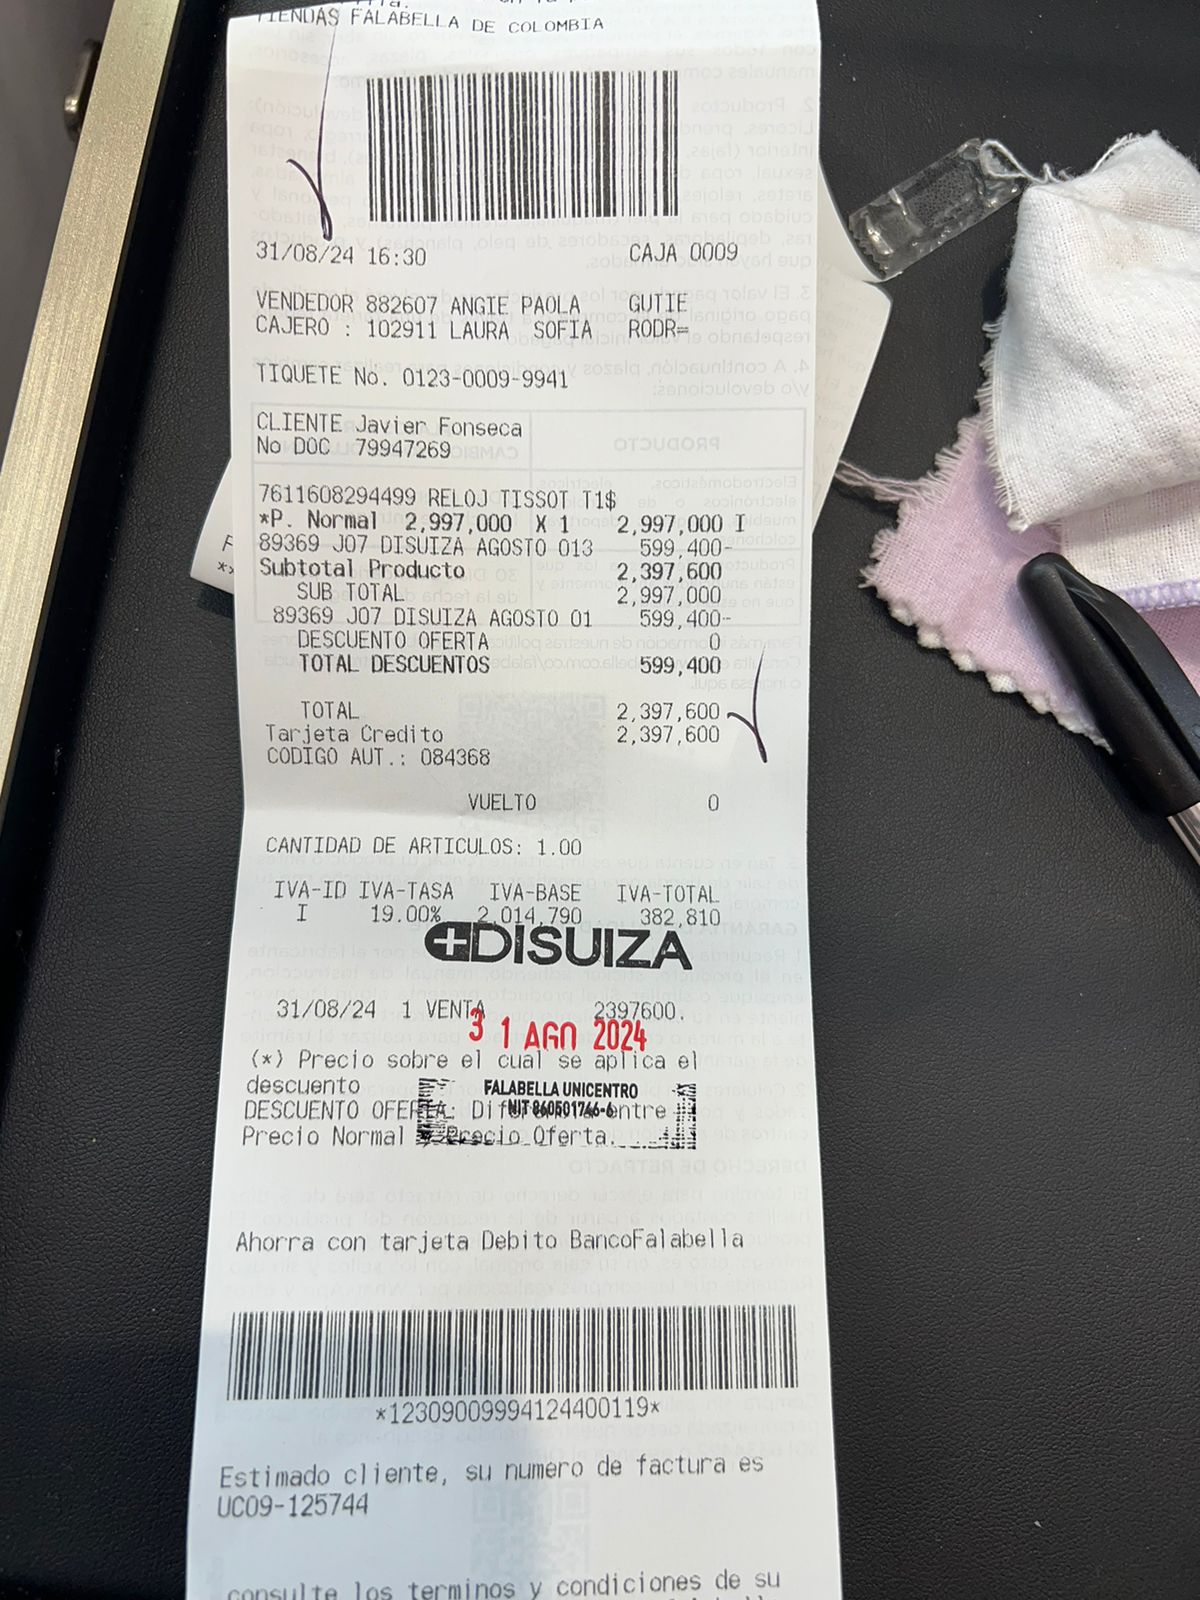 TIENDAS FALABELLA DE COLOMBIA
31/08/24 16:30 CAJA 0009
VENDEDOR 882607 ANGIE PAOLA GUTIE
CAJERO : 102911 LAURA SOFIA RODR=
TIQUETE No. 0123-0009-9941
CLIENTE Javier Fonseca
No DOC 79947269
7611608294499 RELOJ TISSOT T1$
*P. Normal 2,997,000 X 1 2,997,000 I
89369 J07 DISUIZA AGOSTO 013 599,400-
Subtotal Producto 2,397,600
SUB TOTAL 2,997,000
89369 J07 DISUIZA AGOSTO 01 599,400-
DESCUENTO OFERTA 0
TOTAL DESCUENTOS 599,400
TOTAL 2,397,600
Tarjeta Credito 2,397,600
CODIGO AUT.: 084368
VUELTO 0
CANTIDAD DE ARTICULOS: 1.00
IVA-ID IVA-TASA IVA-BASE IVA-TOTAL
I 19.00% 2,014,790 382,810
DISUIZA
31/08/24 1 VENTA 2397600.
31 AGO 2024
(*) Precio sobre el cual se aplica el
descuento
FALABELLA UNICENTRO
NIT 860501746-6
DESCUENTO OFERTA: Diferencia entre
Precio Normal y Precio Oferta.
Ahorra con tarjeta Debito BancoFalabella
*12309009994124400119*
Estimado cliente, su numero de factura es
UC09-125744
consulte los terminos y condiciones de su